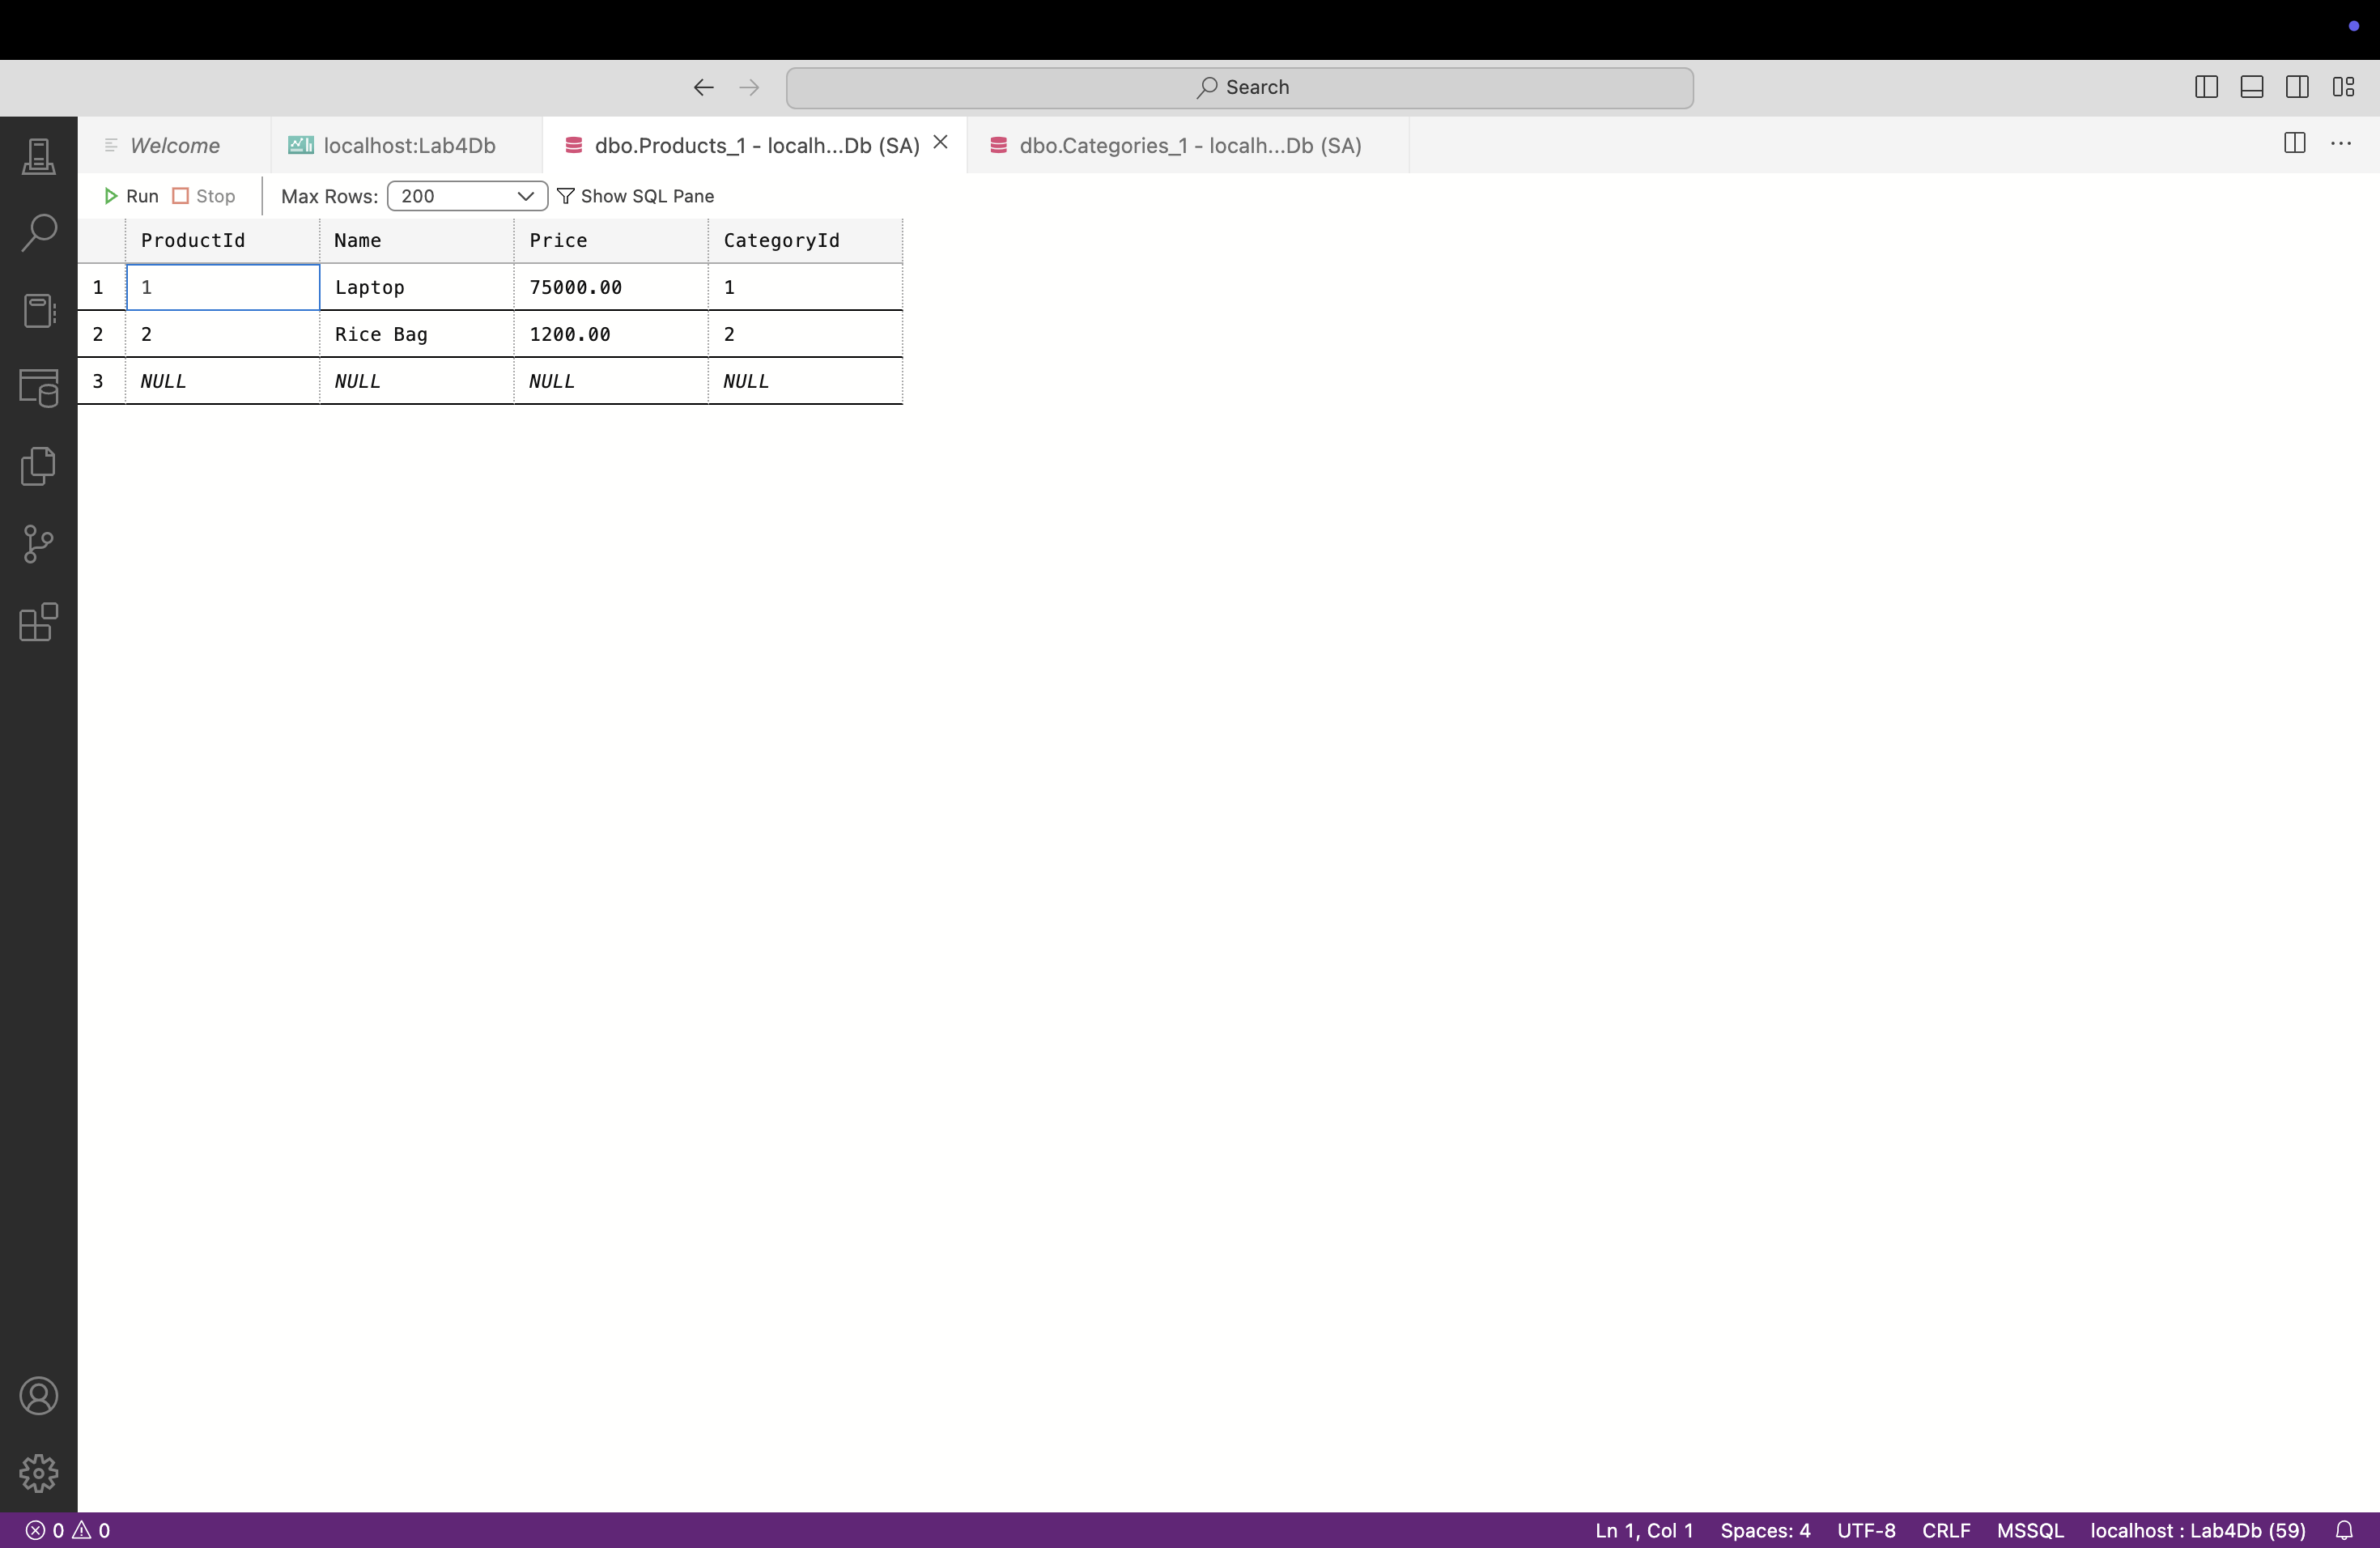 Search
Welcome
localhost:Lab4Db
dbo.Products_1 - localh...Db (SA)
dbo.Categories_1 - localh...Db (SA)
Run Stop Max Rows: 200 Show SQL Pane
ProductId Name Price CategoryId
1 1 Laptop 75000.00 1
2 2 Rice Bag 1200.00 2
3 NULL NULL NULL NULL
0 0 Ln 1, Col 1 Spaces: 4 UTF-8 CRLF MSSQL localhost : Lab4Db (59)